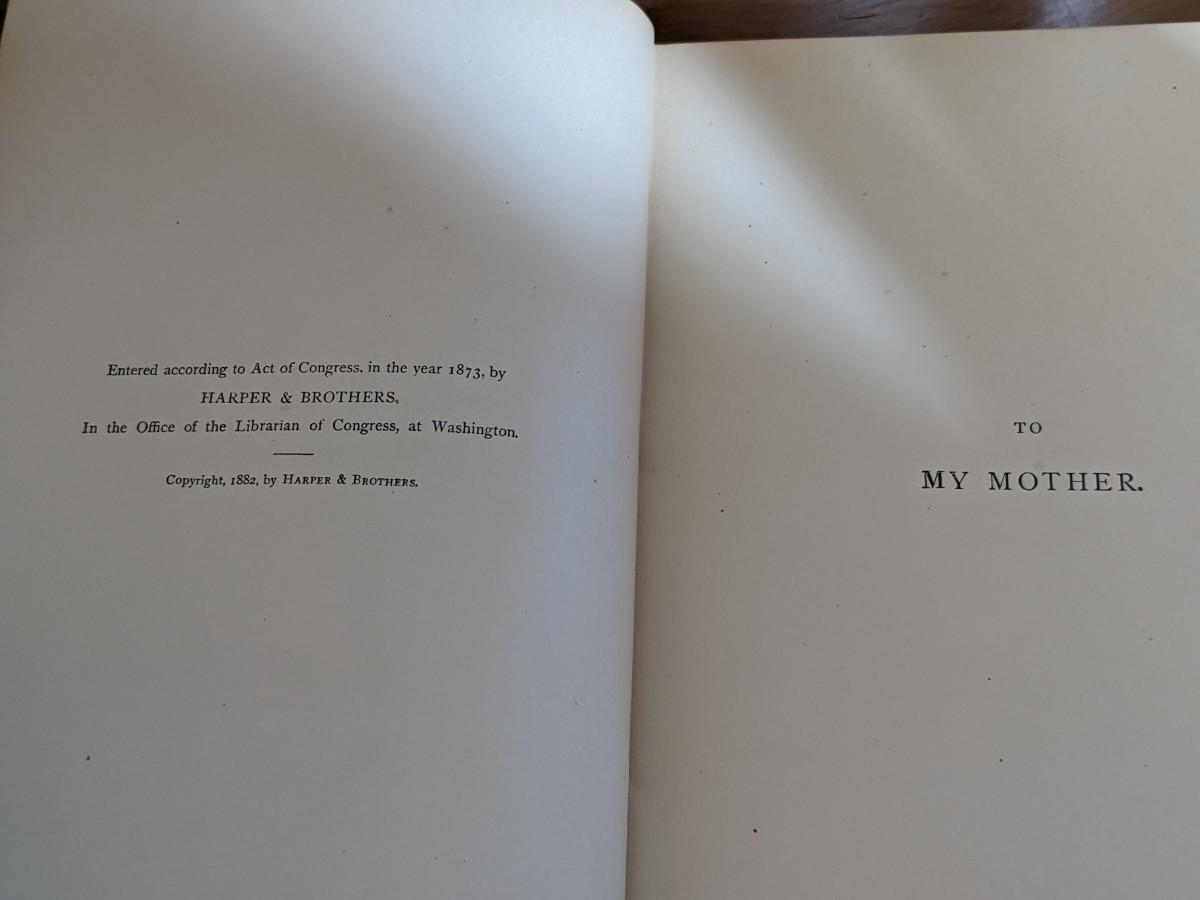 Entered according to Act of Congress, in the year 1873, by
HARPER & BROTHERS,
In the Office of the Librarian of Congress, at Washington.
Copyright, 1882, by HARPER & BROTHERS.
TO
MY MOTHER.